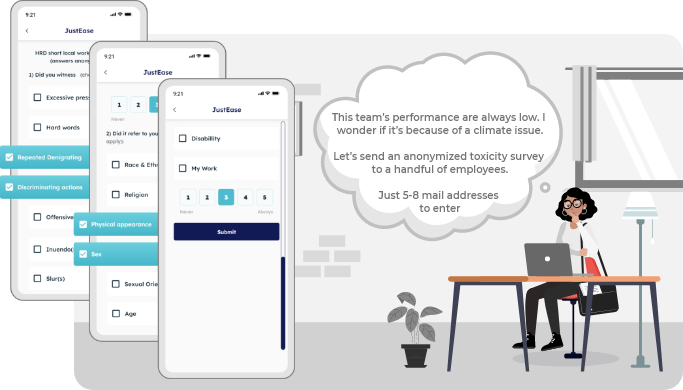 9:21
JustEase
HRD short local work
(answers anony
1) Did you witness (che
Excessive pres
Hard words
Repeated Denigrating
Discriminating actions
Offensive
Inuendo(
Slur(s)
9:21
JustEase
1 2 3
Never
2) Did it refer to you
apply):
Race & Ethn
Religion
Physical appearance
Sex
Sexual Orie
Age
9:21
JustEase
Disability
My Work
1 2 3 4 5
Never Always
Submit
This team's performance are always low. I
wonder if it's because of a climate issue.
Let's send an anonymized toxicity survey
to a handful of employees.
Just 5-8 mail addresses
to enter